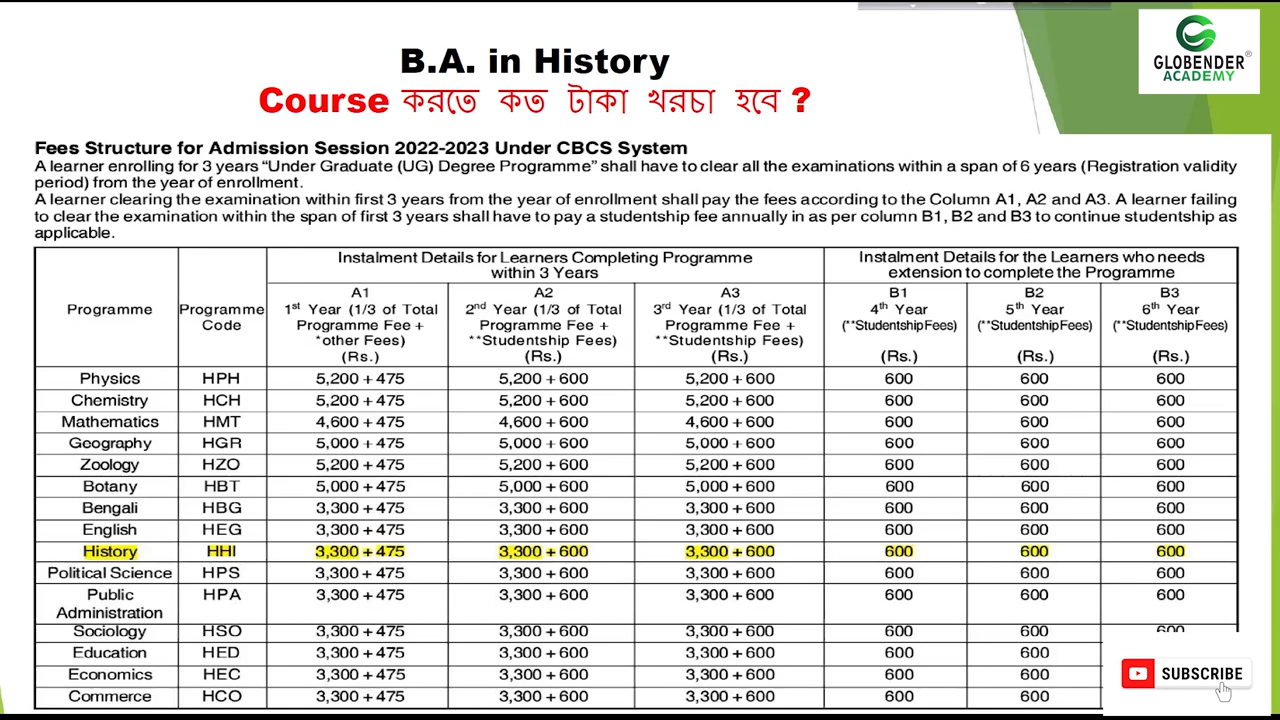 B.A. in History
Course করতে কত টাকা খরচা হবে ?
GLOBENDER®
ACADEMY
Fees Structure for Admission Session 2022-2023 Under CBCS System
A learner enrolling for 3 years “Under Graduate (UG) Degree Programme” shall have to clear all the examinations within a span of 6 years (Registration validity
period) from the year of enrollment.
A learner clearing the examination within first 3 years from the year of enrollment shall pay the fees according to the Column A1, A2 and A3. A learner failing
to clear the examination within the span of first 3 years shall have to pay a studentship fee annually in as per column B1, B2 and B3 to continue studentship as
applicable.
Programme
Programme
Code
Instalment Details for Learners Completing Programme
within 3 Years
Instalment Details for the Learners who needs
extension to complete the Programme
A1
1st Year (1/3 of Total
Programme Fee +
*other Fees)
(Rs.)
A2
2nd Year (1/3 of Total
Programme Fee +
**Studentship Fees)
(Rs.)
A3
3rd Year (1/3 of Total
Programme Fee +
**Studentship Fees)
(Rs.)
B1
4th Year
(**Studentship Fees)
(Rs.)
B2
5th Year
(**Studentship Fees)
(Rs.)
B3
6th Year
(**Studentship Fees)
(Rs.)
Physics HPH 5,200 + 475 5,200 + 600 5,200 + 600 600 600 600
Chemistry HCH 5,200 + 475 5,200 + 600 5,200 + 600 600 600 600
Mathematics HMT 4,600 + 475 4,600 + 600 4,600 + 600 600 600 600
Geography HGR 5,000 + 475 5,000 + 600 5,000 + 600 600 600 600
Zoology HZO 5,200 + 475 5,200 + 600 5,200 + 600 600 600 600
Botany HBT 5,000 + 475 5,000 + 600 5,000 + 600 600 600 600
Bengali HBG 3,300 + 475 3,300 + 600 3,300 + 600 600 600 600
English HEG 3,300 + 475 3,300 + 600 3,300 + 600 600 600 600
History HHI 3,300 + 475 3,300 + 600 3,300 + 600 600 600 600
Political Science HPS 3,300 + 475 3,300 + 600 3,300 + 600 600 600 600
Public HPA 3,300 + 475 3,300 + 600 3,300 + 600 600 600 600
Administration
Sociology HSO 3,300 + 475 3,300 + 600 3,300 + 600 600 600 600
Education HED 3,300 + 475 3,300 + 600 3,300 + 600 600 600
Economics HEC 3,300 + 475 3,300 + 600 3,300 + 600 600 600
Commerce HCO 3,300 + 475 3,300 + 600 3,300 + 600 600 600
SUBSCRIBE